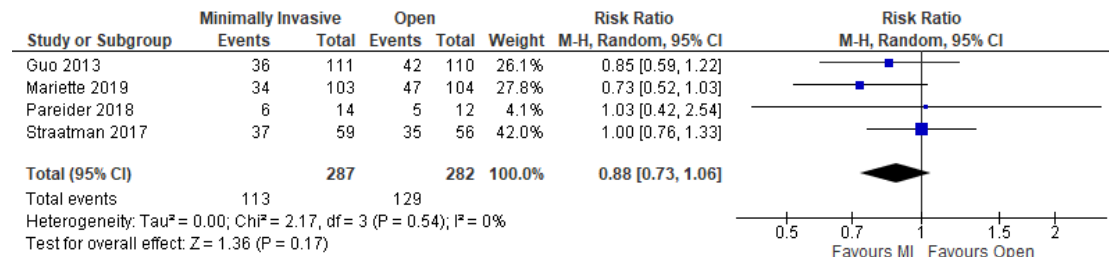 Minimally Invasive Open Risk Ratio Risk Ratio
Study or Subgroup Events Total Events Total Weight M-H, Random, 95% CI M-H, Random, 95% CI
Guo 2013 36 111 42 110 26.1% 0.85 [0.59, 1.22]
Mariette 2019 34 103 47 104 27.8% 0.73 [0.52, 1.03]
Pareider 2018 6 14 5 12 4.1% 1.03 [0.42, 2.54]
Straatman 2017 37 59 35 56 42.0% 1.00 [0.76, 1.33]
Total (95% CI) 287 282 100.0% 0.88 [0.73, 1.06]
Total events 113 129
Heterogeneity: Tau² = 0.00; Chi² = 2.17, df = 3 (P = 0.54); I² = 0%
Test for overall effect: Z = 1.36 (P = 0.17)
0.5 0.7 1 1.5 2
Favours MI Favours Open